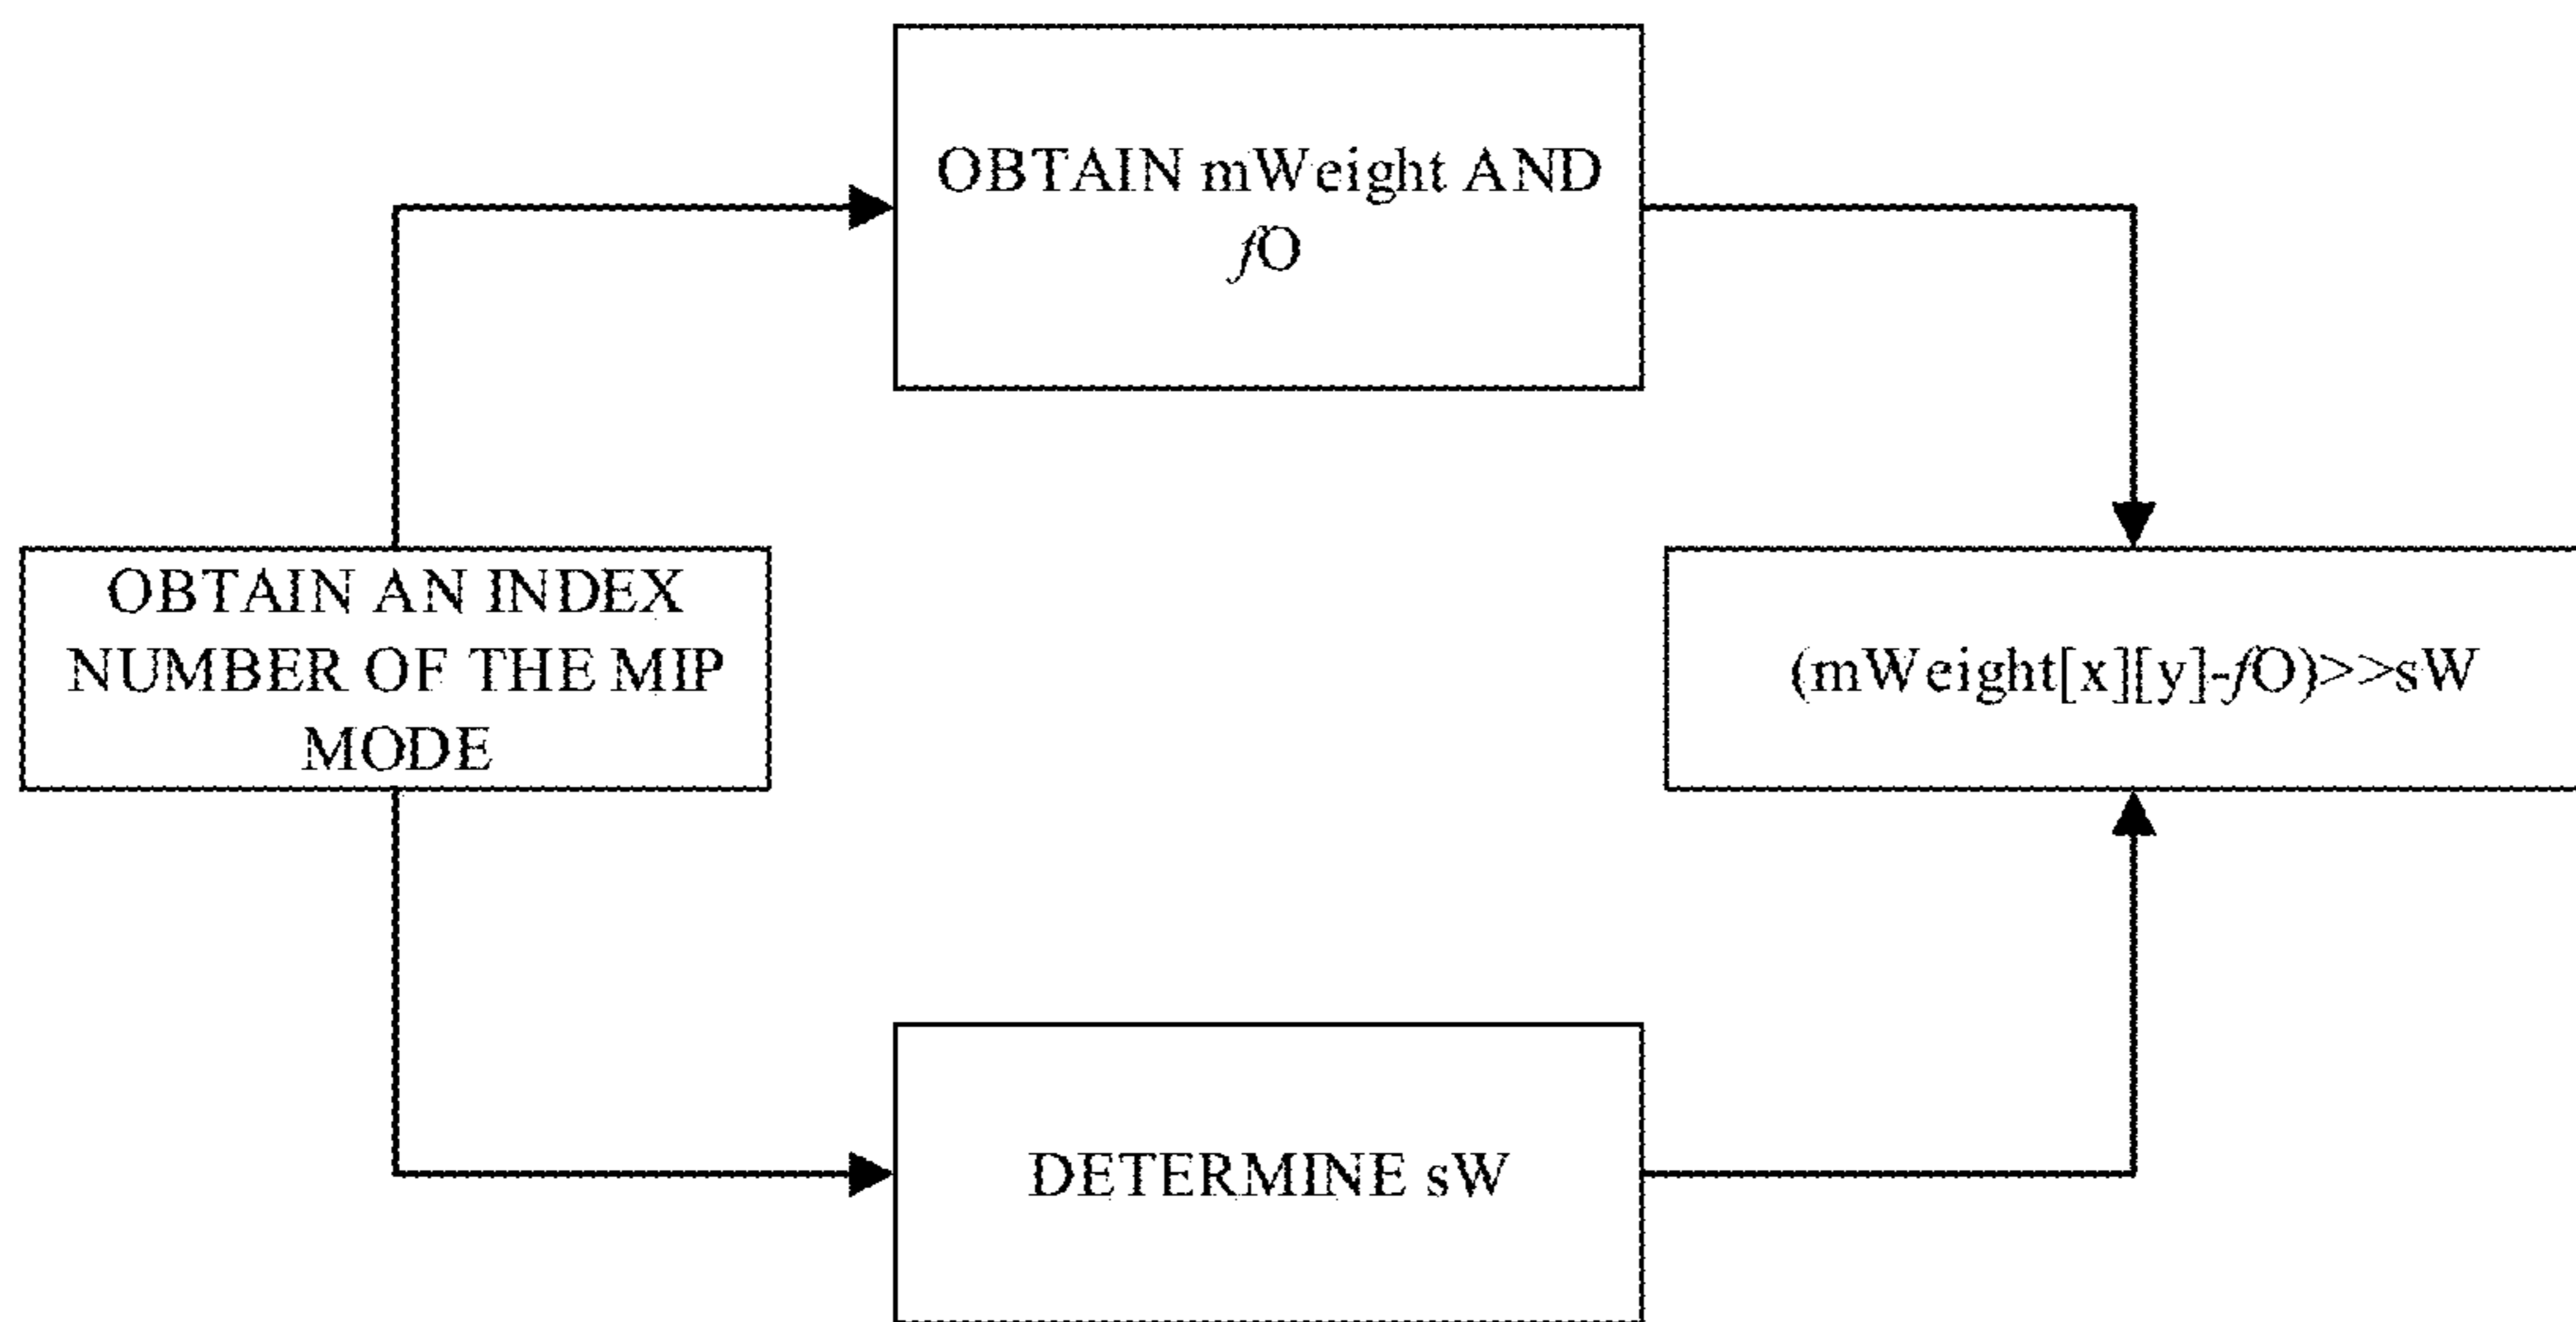 OBTAIN mWeight AND
fO
OBTAIN AN INDEX
NUMBER OF THE MIP
MODE
(mWeight[x][y]-fO)>>sW
DETERMINE sW